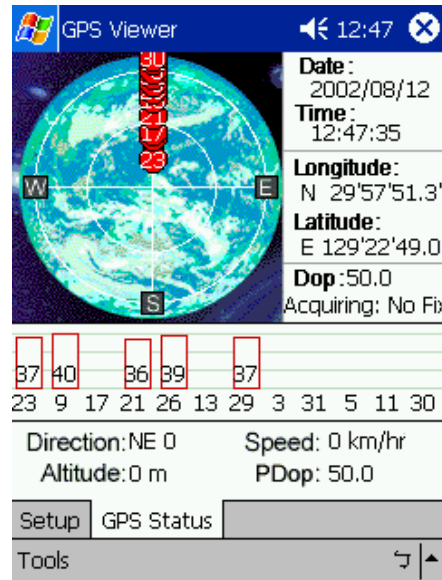 GPS Viewer 12:47
Date:
2002/08/12
Time:
12:47:35
Longitude:
N 29'57'51.3'
Latitude:
E 129'22'49.0
Dop:50.0
Acquiring: No Fix
30
17
23
W
E
S
37 40 36 39 37
23 9 17 21 26 13 29 3 31 5 11 30
Direction:NE 0 Speed: 0 km/hr
Altitude:0 m PDop: 50.0
Setup GPS Status
Tools